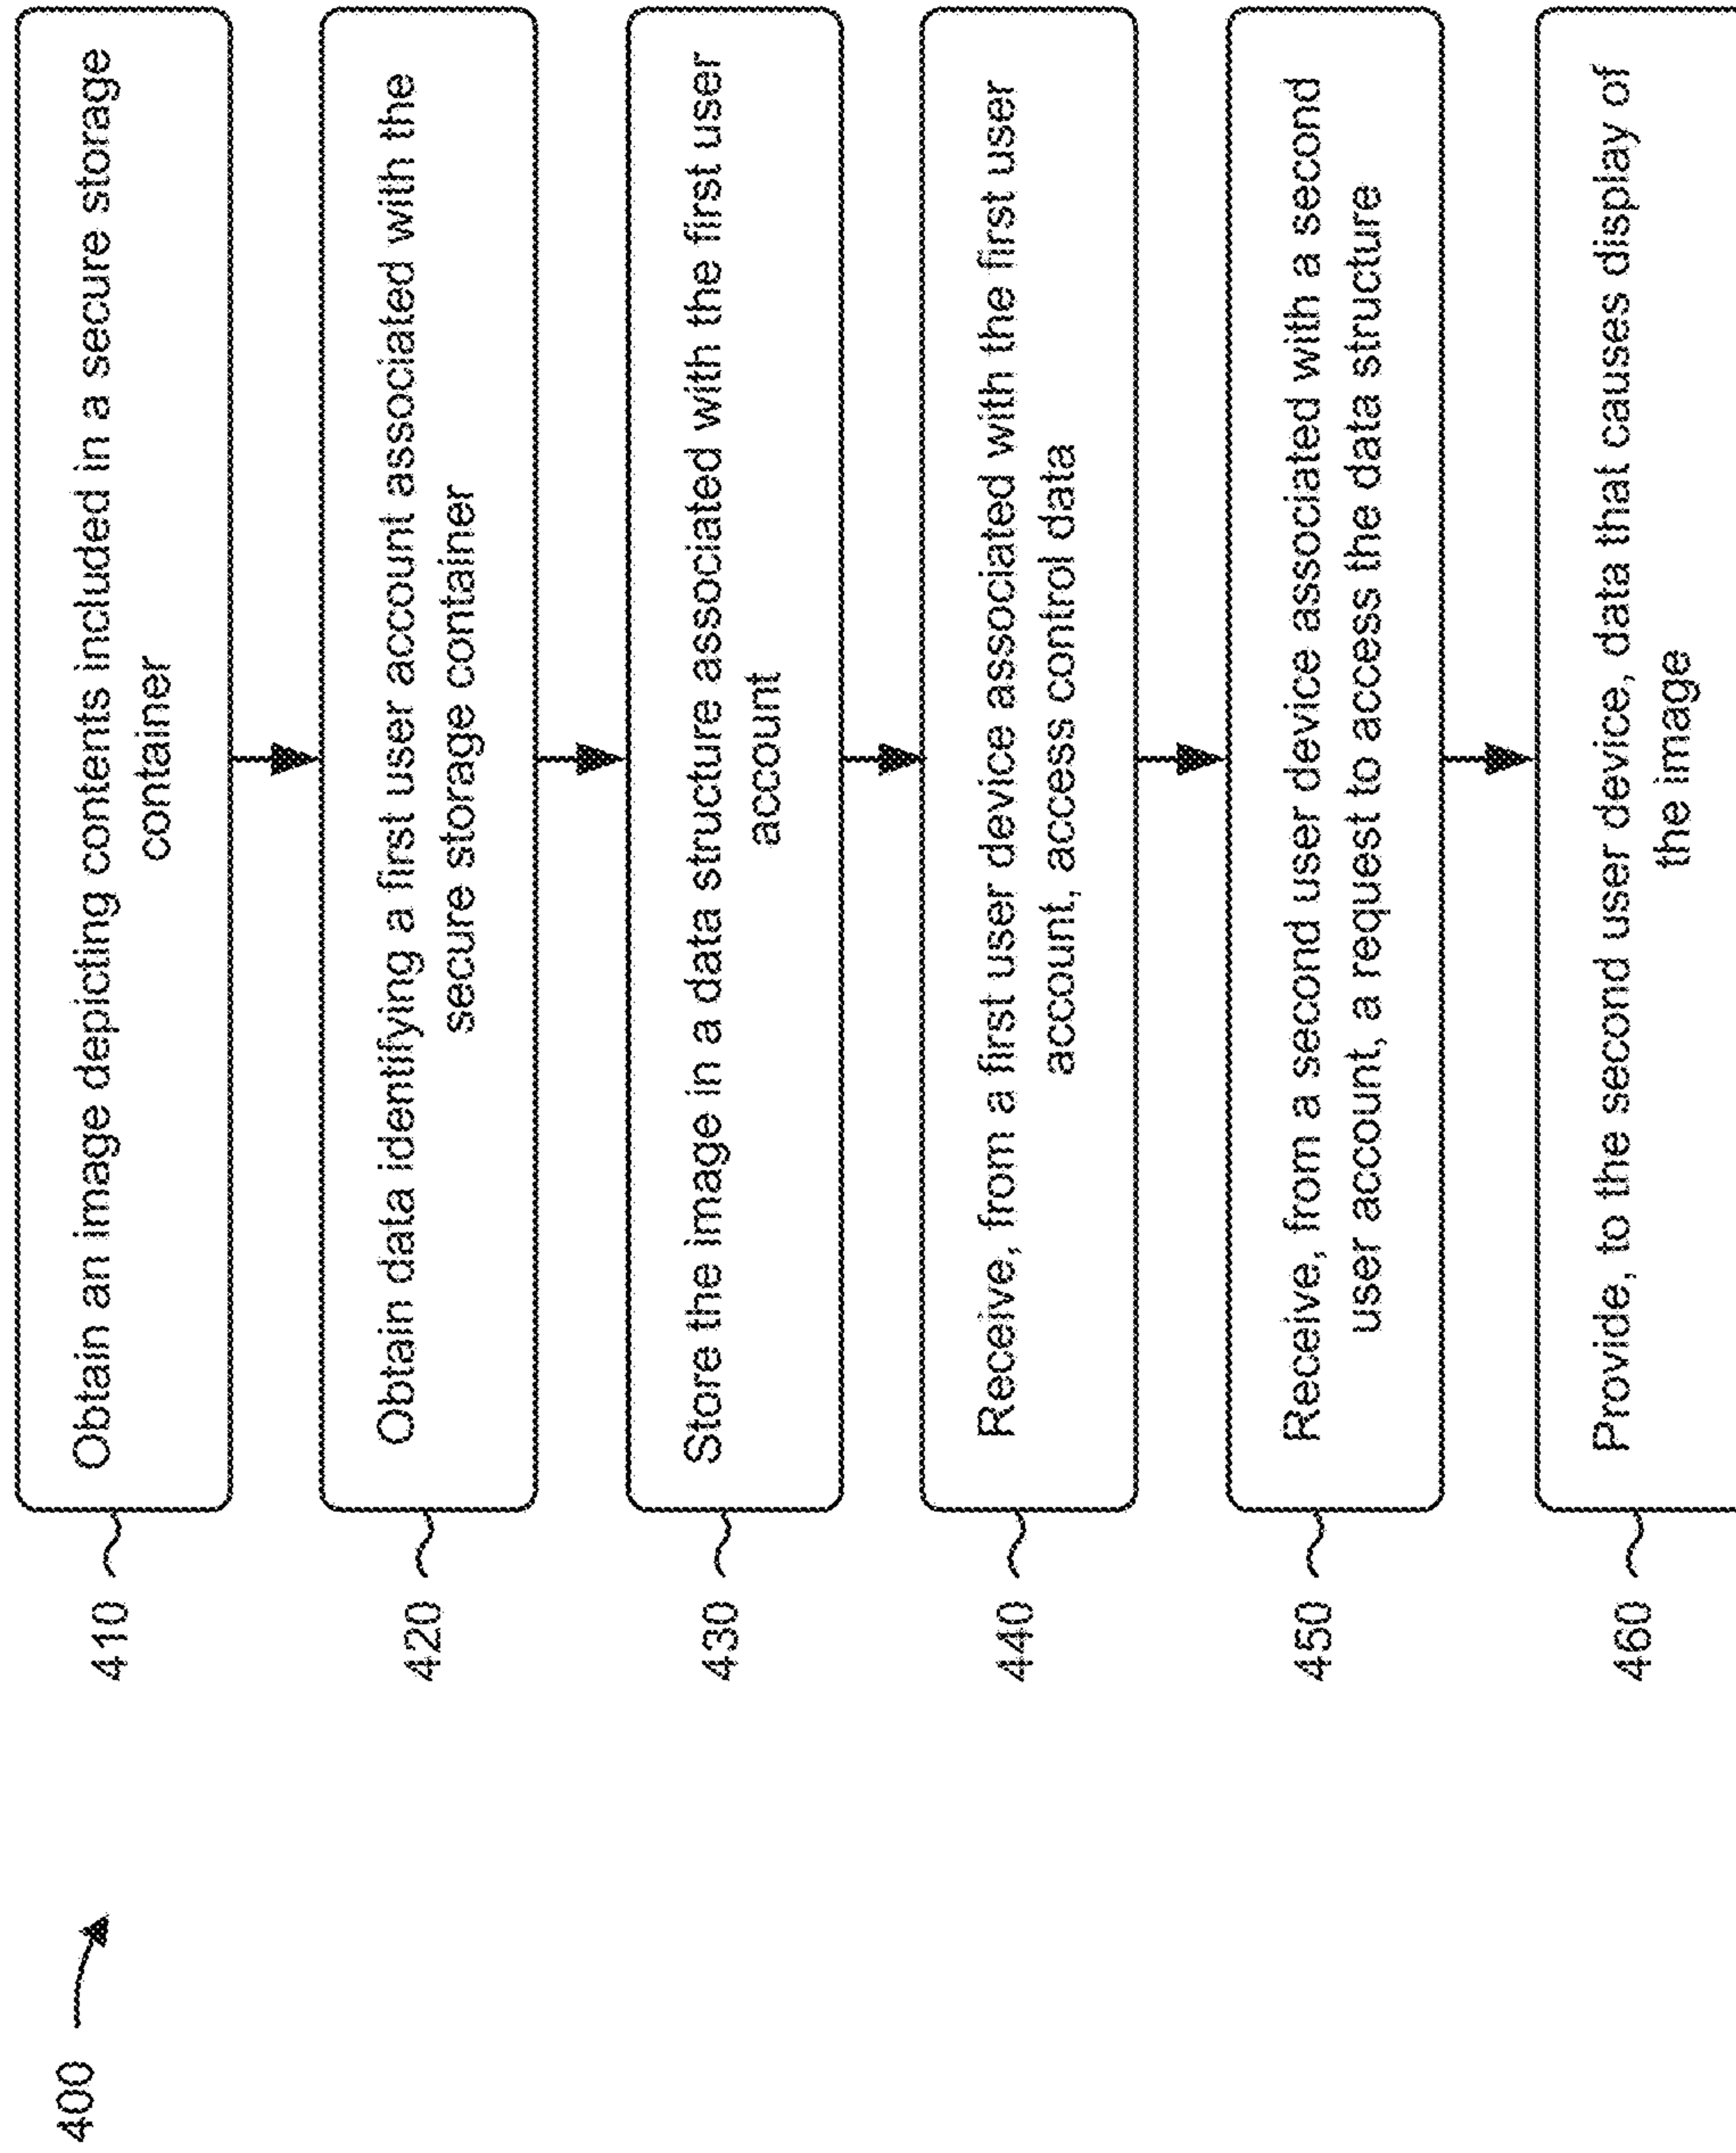 400
410
Obtain an image depicting contents included in a secure storage
container
420
Obtain data identifying a first user account associated with the
secure storage container
430
Store the image in a data structure associated with the first user
account
440
Receive, from a first user device associated with the first user
account, access control data
450
Receive, from a second user device associated with a second
user account, a request to access the data structure
460
Provide, to the second user device, data that causes display of
the image